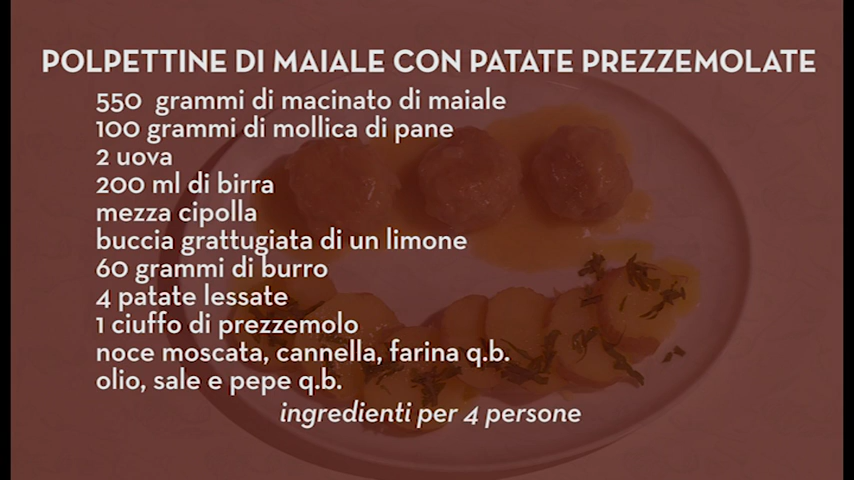 POLPETTINE DI MAIALE CON PATATE PREZZEMOLATE
550 grammi di macinato di maiale
100 grammi di mollica di pane
2 uova
200 ml di birra
mezza cipolla
buccia grattugiata di un limone
60 grammi di burro
4 patate lessate
1 ciuffo di prezzemolo
noce moscata, cannella, farina q.b.
olio, sale e pepe q.b.
ingredienti per 4 persone